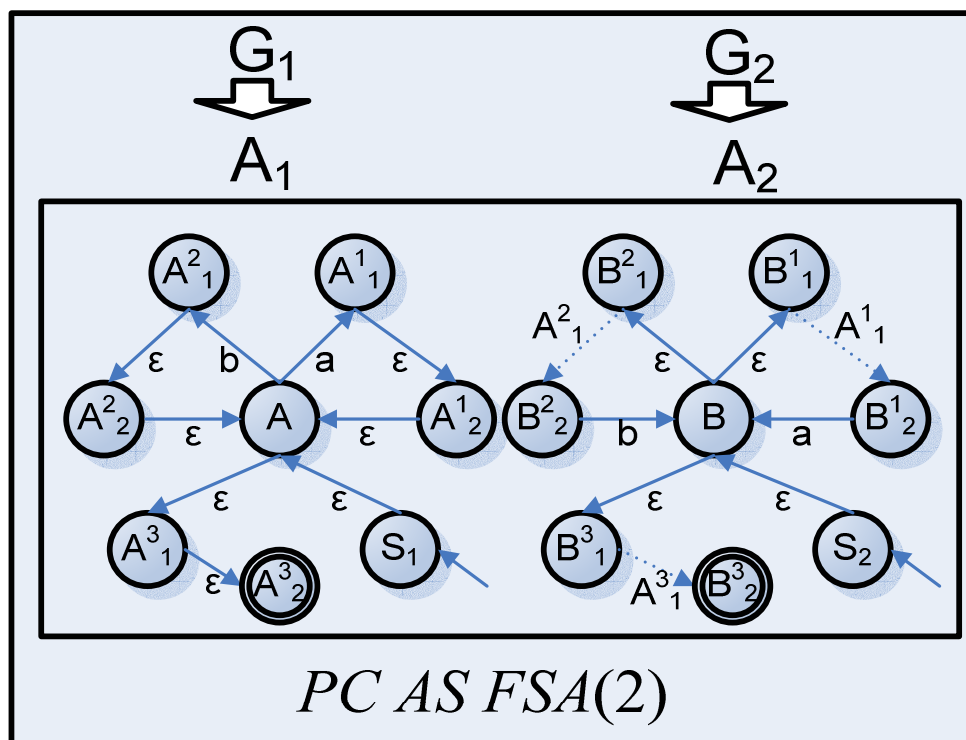 G₁ G₂
A₁ A₂
A²₁ A¹₁ B²₁ B¹₁
A²₁ A¹₁
ε b a ε ε ε
A²₂ A A¹₂ B²₂ B B¹₂
ε ε b a
ε ε ε ε
A³₁ S₁ B³₁ S₂
ε A³₂ A³₁ B³₂
PC AS FSA(2)